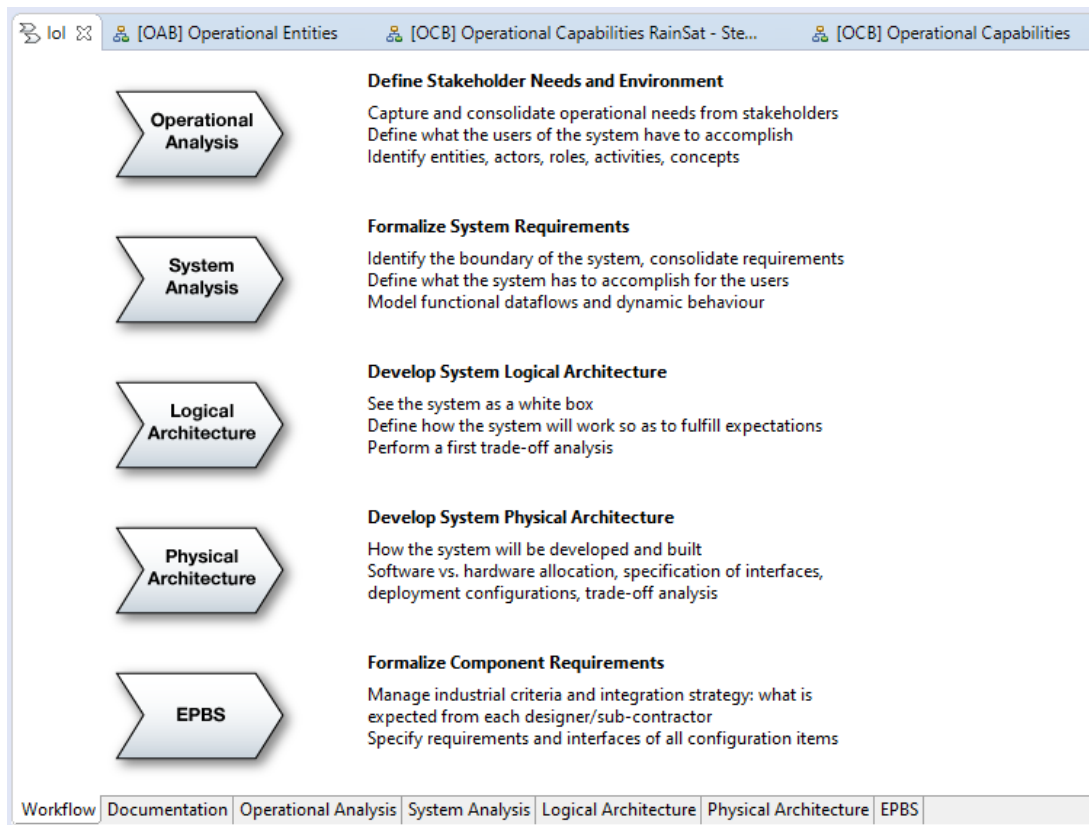 lol
[OAB] Operational Entities
[OCB] Operational Capabilities RainSat - Ste...
[OCB] Operational Capabilities
Operational
Analysis
Define Stakeholder Needs and Environment
Capture and consolidate operational needs from stakeholders
Define what the users of the system have to accomplish
Identify entities, actors, roles, activities, concepts
System
Analysis
Formalize System Requirements
Identify the boundary of the system, consolidate requirements
Define what the system has to accomplish for the users
Model functional dataflows and dynamic behaviour
Logical
Architecture
Develop System Logical Architecture
See the system as a white box
Define how the system will work so as to fulfill expectations
Perform a first trade-off analysis
Physical
Architecture
Develop System Physical Architecture
How the system will be developed and built
Software vs. hardware allocation, specification of interfaces,
deployment configurations, trade-off analysis
EPBS
Formalize Component Requirements
Manage industrial criteria and integration strategy: what is
expected from each designer/sub-contractor
Specify requirements and interfaces of all configuration items
Workflow Documentation Operational Analysis System Analysis Logical Architecture Physical Architecture EPBS